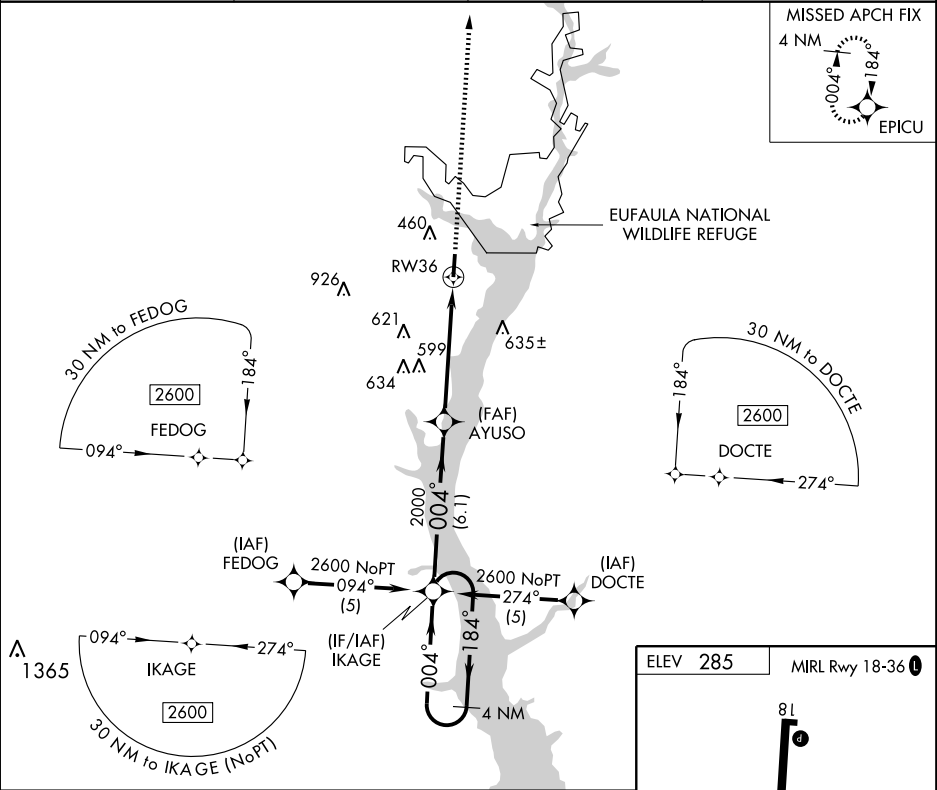 MISSED APCH FIX
4 NM
004°
184°
EPICU
EUFAULA NATIONAL
WILDLIFE REFUGE
460
RW36
926
621
599
634
635±
30 NM to FEDOG
184°
2600
FEDOG
094°
30 NM to DOCTE
184°
2600
DOCTE
274°
(FAF)
AYUSO
2000
004°
(6.1)
(IAF)
FEDOG
2600 NoPT
094°
(5)
(IAF)
DOCTE
2600 NoPT
274°
(5)
(IF/IAF)
IKAGE
004°
184°
4 NM
1365
094°
274°
IKAGE
2600
30 NM to IKAGE (NoPT)
ELEV 285
MIRL Rwy 18-36 L
18
P